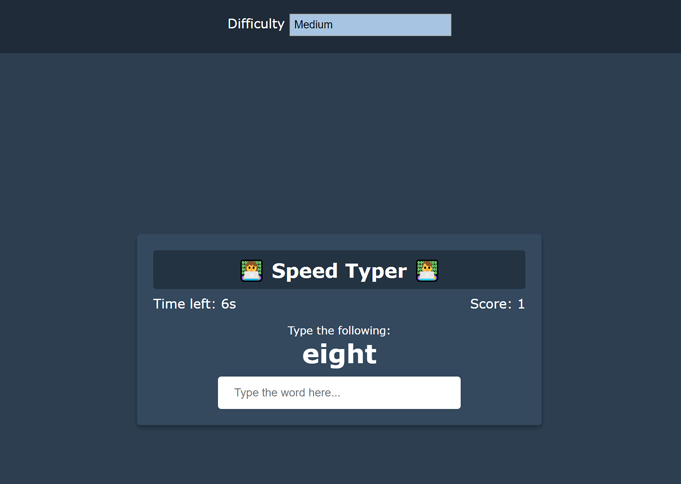 Difficulty Medium
Speed Typer
Time left: 6s Score: 1
Type the following:
eight
Type the word here...